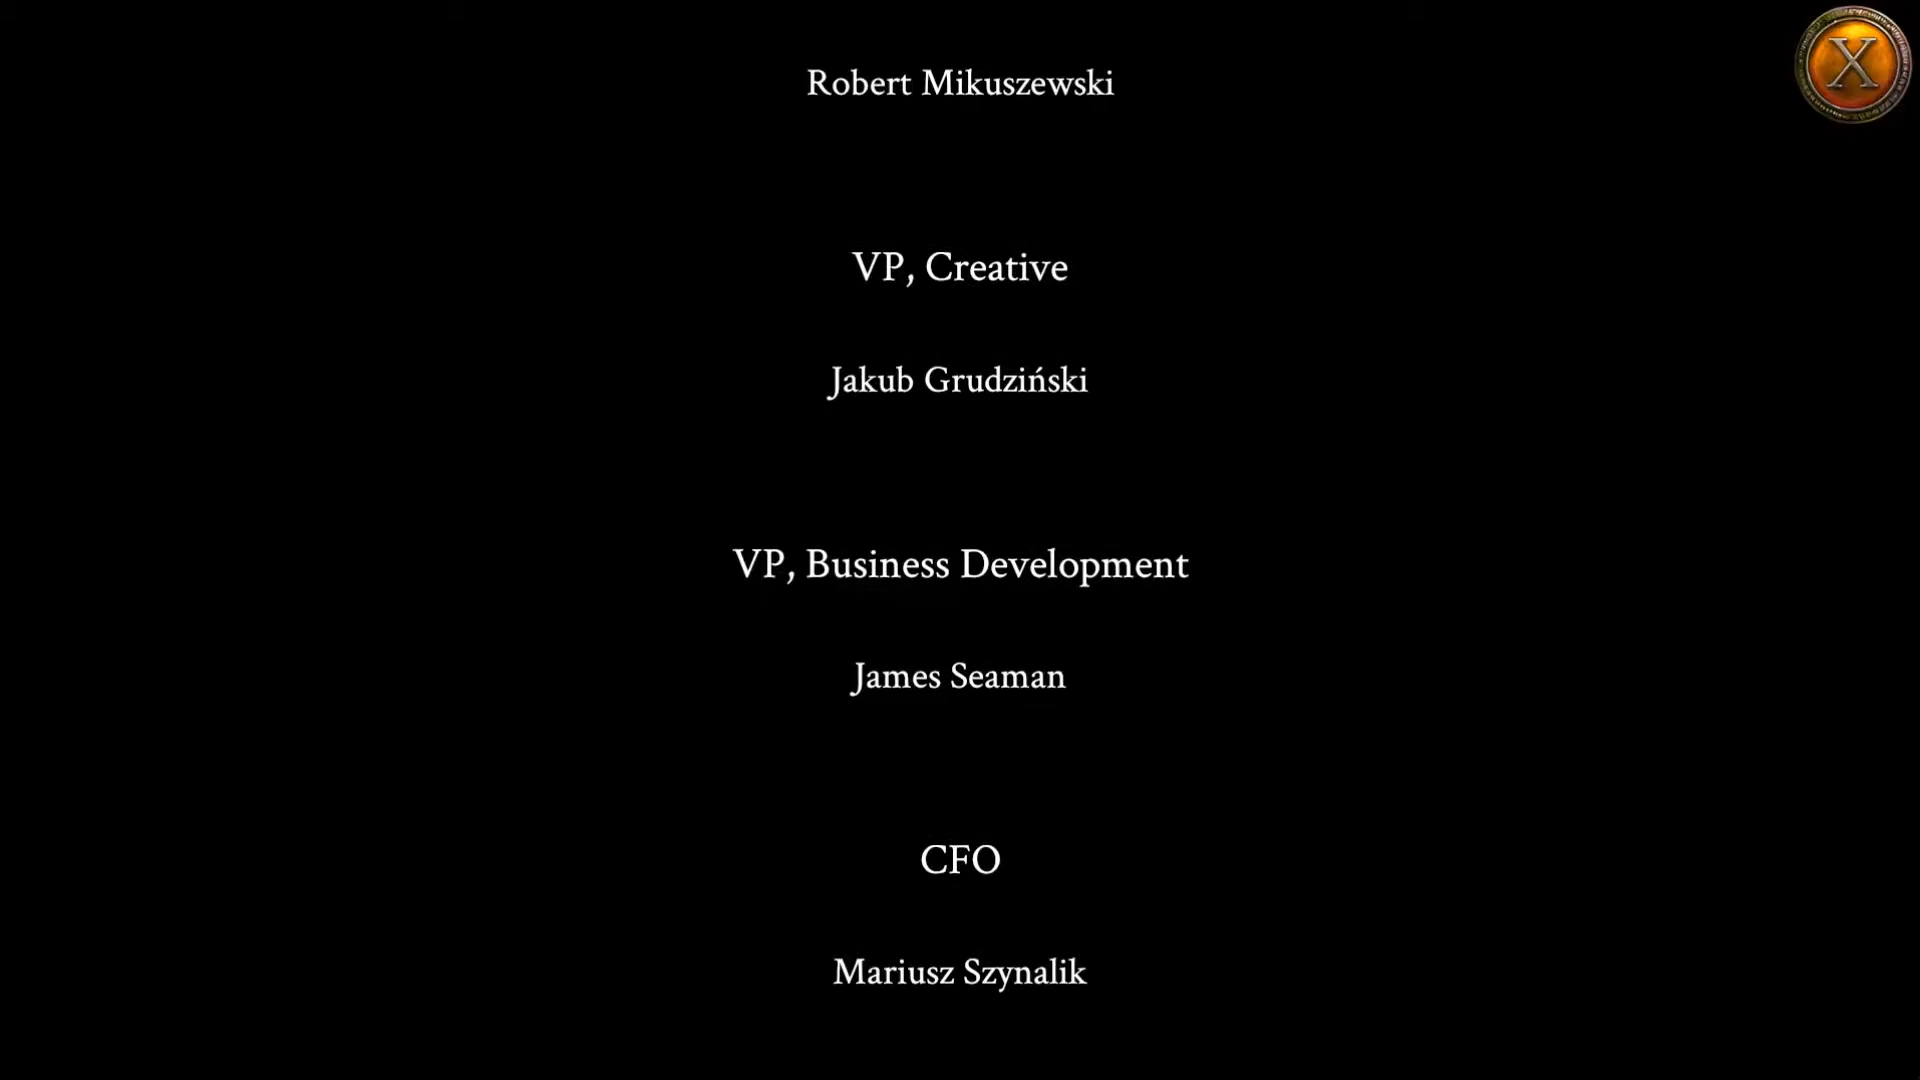 Robert Mikuszewski
X
VP, Creative
Jakub Grudziński
VP, Business Development
James Seaman
CFO
Mariusz Szynalik